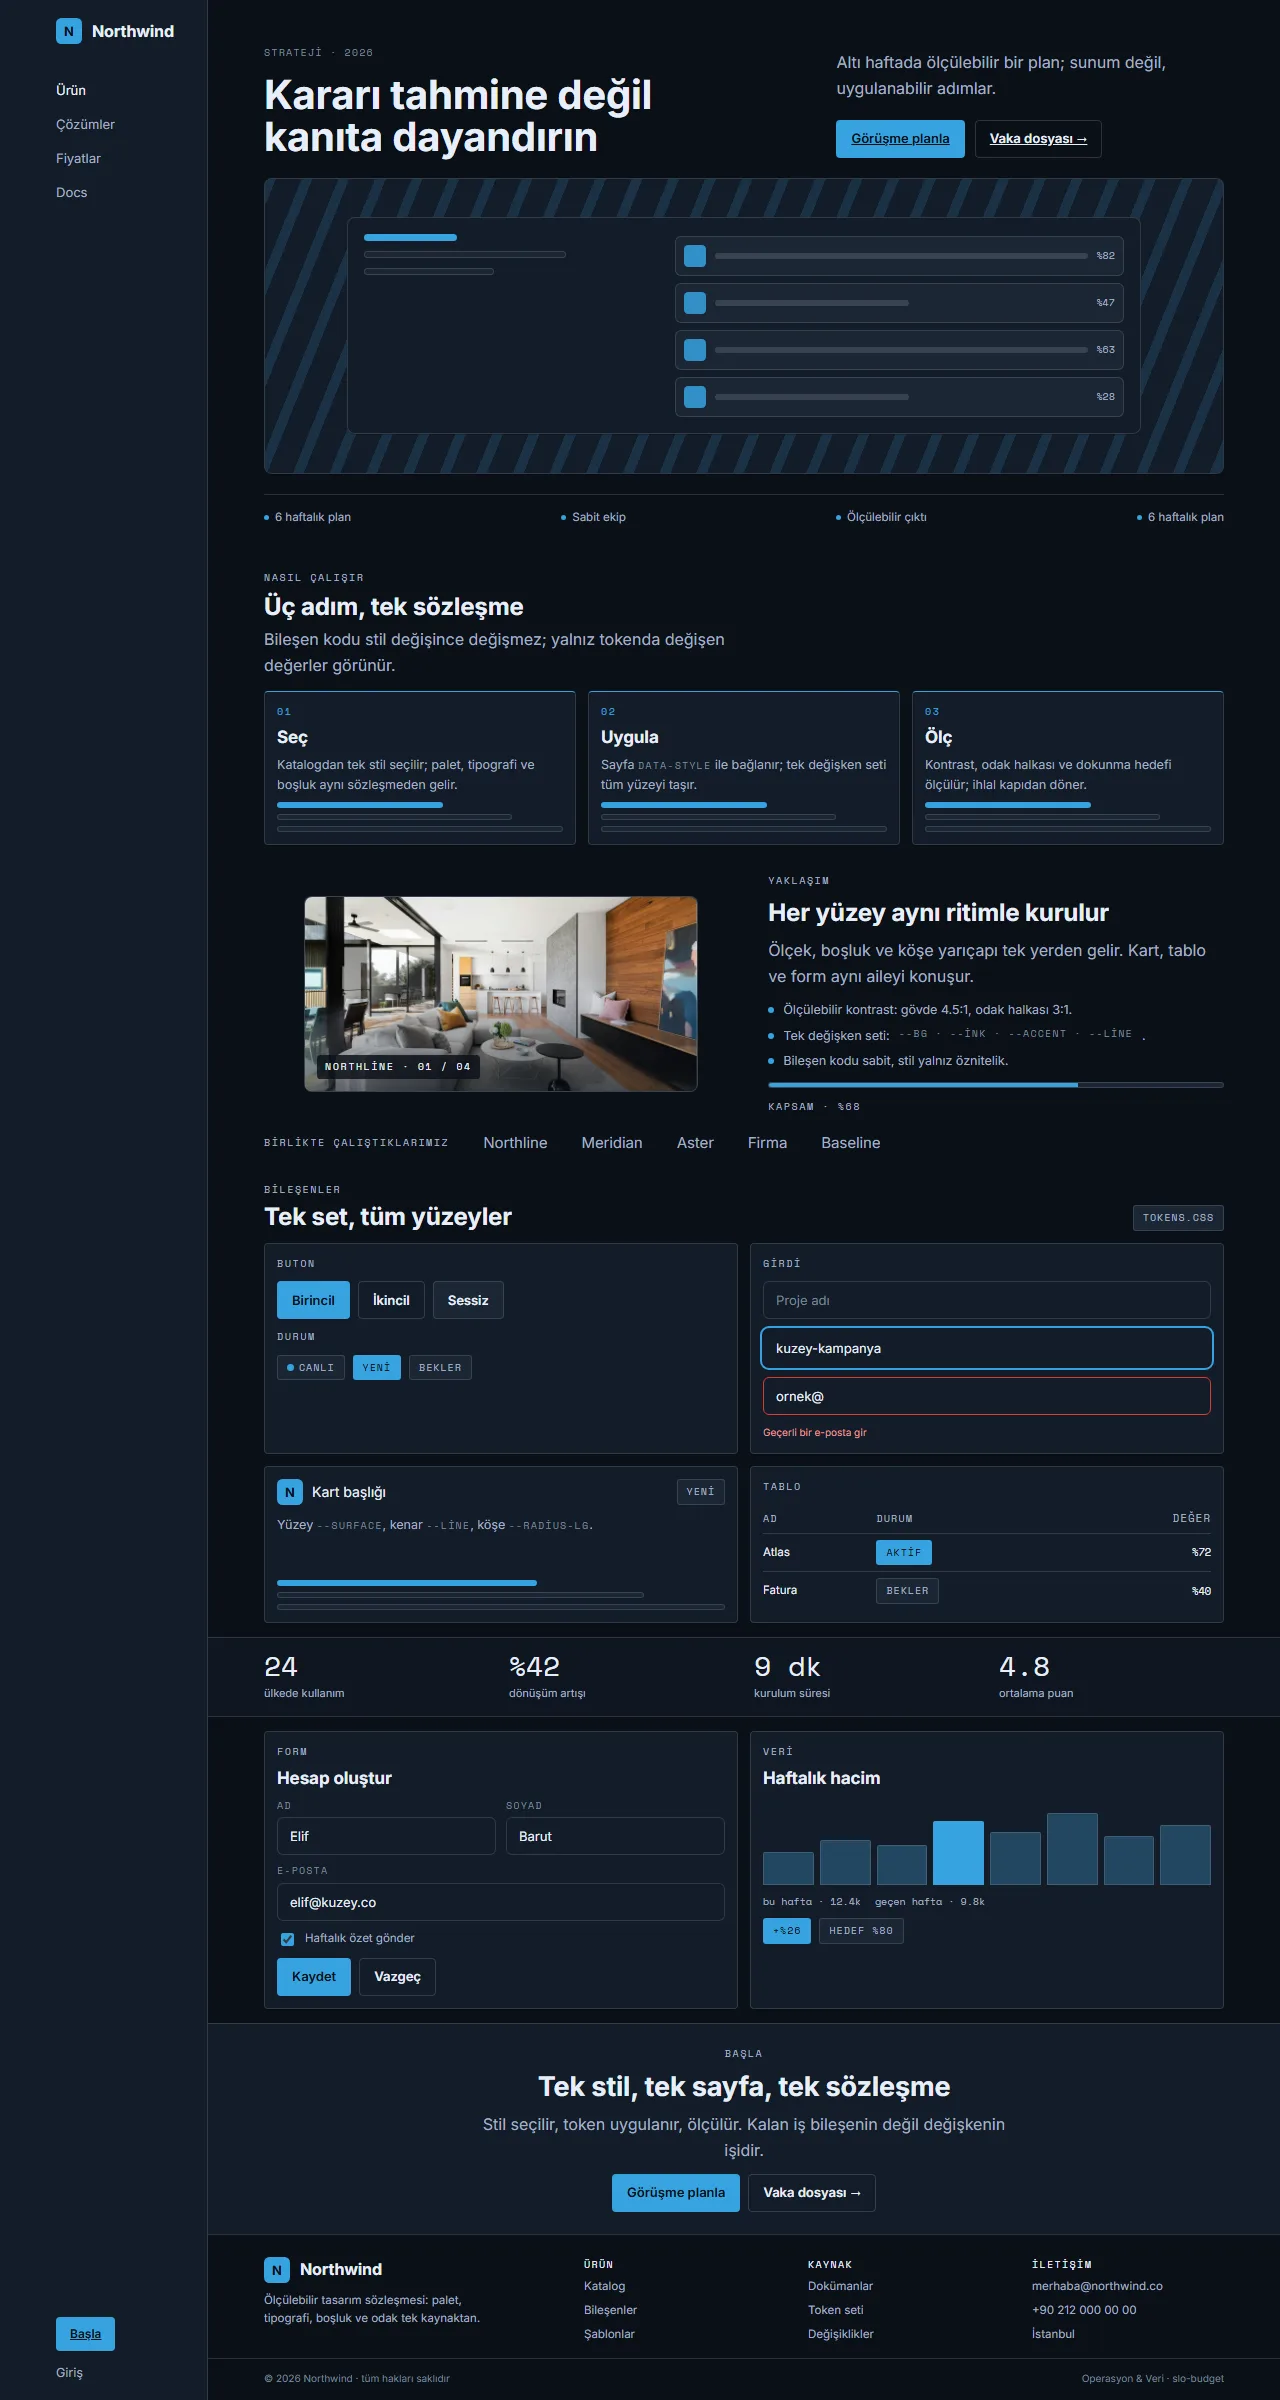 N Northwind
Ürün
Çözümler
Fiyatlar
Docs
STRATEJİ · 2026
Kararı tahmine değil
kanıta dayandırın
Altı haftada ölçülebilir bir plan; sunum değil,
uygulanabilir adımlar.
Görüşme planla
Vaka dosyası →
%82
%47
%63
%28
6 haftalık plan
Sabit ekip
Ölçülebilir çıktı
6 haftalık plan
NASIL ÇALIŞIR
Üç adım, tek sözleşme
Bileşen kodu stil değişince değişmez; yalnız tokenda değişen
değerler görünür.
01
Seç
Katalogdan tek stil seçilir; palet, tipografi ve
boşluk aynı sözleşmeden gelir.
02
Uygula
Sayfa DATA-STYLE ile bağlanır; tek değişken seti
tüm yüzeyi taşır.
03
Ölç
Kontrast, odak halkası ve dokunma hedefi
ölçülür; ihlal kapıdan döner.
NORTHLİNE · 01 / 04
YAKLAŞIM
Her yüzey aynı ritimle kurulur
Ölçek, boşluk ve köşe yarıçapı tek yerden gelir. Kart, tablo
ve form aynı aileyi konuşur.
Ölçülebilir kontrast: gövde 4.5:1, odak halkası 3:1.
Tek değişken seti: --BG · --İNK · --ACCENT · --LİNE .
Bileşen kodu sabit, stil yalnız öznitelik.
KAPSAM · %68
BİRLİKTE ÇALIŞTIKLARIMIZ
Northline
Meridian
Aster
Firma
Baseline
BİLEŞENLER
Tek set, tüm yüzeyler
TOKENS.CSS
BUTON
Birincil
İkincil
Sessiz
DURUM
CANLI
YENİ
BEKLER
GİRDİ
Proje adı
kuzey-kampanya
ornek@
Geçerli bir e-posta gir
N Kart başlığı
YENİ
Yüzey --SURFACE, kenar --LİNE, köşe --RADİUS-LG.
TABLO
AD DURUM DEĞER
Atlas AKTİF %72
Fatura BEKLER %40
24
ülkede kullanım
%42
dönüşüm artışı
9 dk
kurulum süresi
4.8
ortalama puan
FORM
Hesap oluştur
AD
Elif
SOYAD
Barut
E-POSTA
elif@kuzey.co
Haftalık özet gönder
Kaydet
Vazgeç
VERİ
Haftalık hacim
bu hafta · 12.4k geçen hafta · 9.8k
+%26
HEDEF %80
BAŞLA
Tek stil, tek sayfa, tek sözleşme
Stil seçilir, token uygulanır, ölçülür. Kalan iş bileşenin değil değişkenin
işidir.
Görüşme planla
Vaka dosyası →
Başla
Giriş
N Northwind
Ölçülebilir tasarım sözleşmesi: palet,
tipografi, boşluk ve odak tek kaynaktan.
ÜRÜN
Katalog
Bileşenler
Şablonlar
KAYNAK
Dokümanlar
Token seti
Değişiklikler
İLETİŞİM
merhaba@northwind.co
+90 212 000 00 00
İstanbul
© 2026 Northwind · tüm hakları saklıdır
Operasyon & Veri · slo-budget